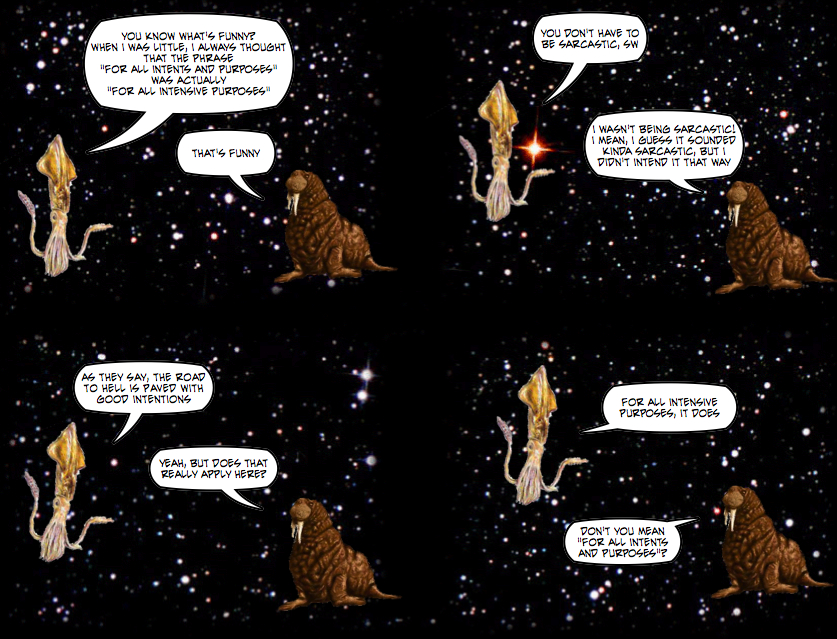 YOU KNOW WHAT'S FUNNY?
WHEN I WAS LITTLE, I ALWAYS THOUGHT
THAT THE PHRASE
"FOR ALL INTENTS AND PURPOSES"
WAS ACTUALLY
"FOR ALL INTENSIVE PURPOSES"
THAT'S FUNNY
YOU DON'T HAVE TO
BE SARCASTIC, SW
I WASN'T BEING SARCASTIC!
I MEAN, I GUESS IT SOUNDED
KINDA SARCASTIC, BUT I
DIDN'T INTEND IT THAT WAY
AS THEY SAY, THE ROAD
TO HELL IS PAVED WITH
GOOD INTENTIONS
YEAH, BUT DOES THAT
REALLY APPLY HERE?
FOR ALL INTENSIVE
PURPOSES, IT DOES
DON'T YOU MEAN
"FOR ALL INTENTS
AND PURPOSES"?